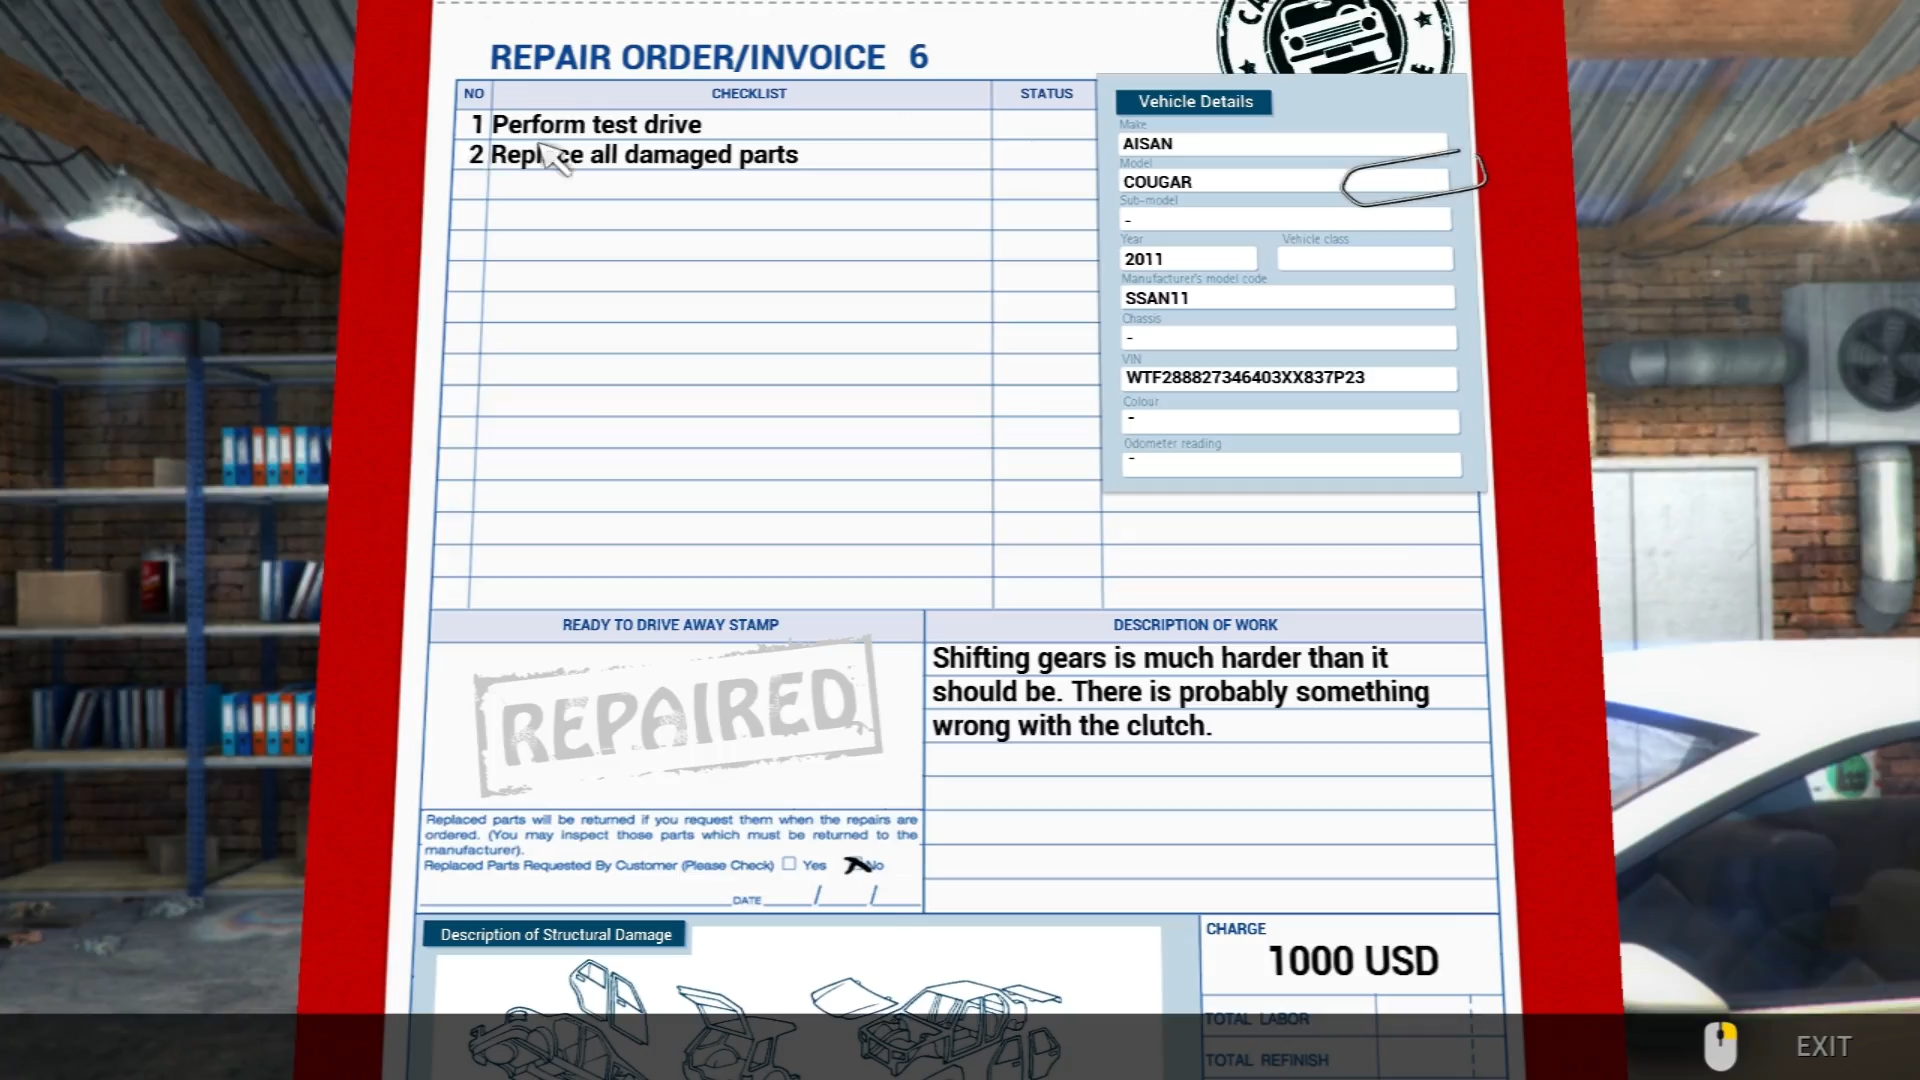 REPAIR ORDER/INVOICE 6
NO CHECKLIST STATUS
1 Perform test drive
2 Replace all damaged parts
Vehicle Details
Make
AISAN
Model
COUGAR
Sub-model
-
Year Vehicle class
2011
Manufacturer's model code
SSAN11
Chassis
-
VIN
WTF288827346403XX837P23
Colour
-
Odometer reading
-
READY TO DRIVE AWAY STAMP
REPAIRED
DESCRIPTION OF WORK
Shifting gears is much harder than it
should be. There is probably something
wrong with the clutch.
Replaced parts will be returned if you request them when the repairs are
ordered. (You may inspect those parts which must be returned to the
manufacturer).
Replaced Parts Requested By Customer (Please Check) Yes No
DATE / /
Description of Structural Damage
CHARGE
1000 USD
TOTAL LABOR
TOTAL REFINISH
EXIT